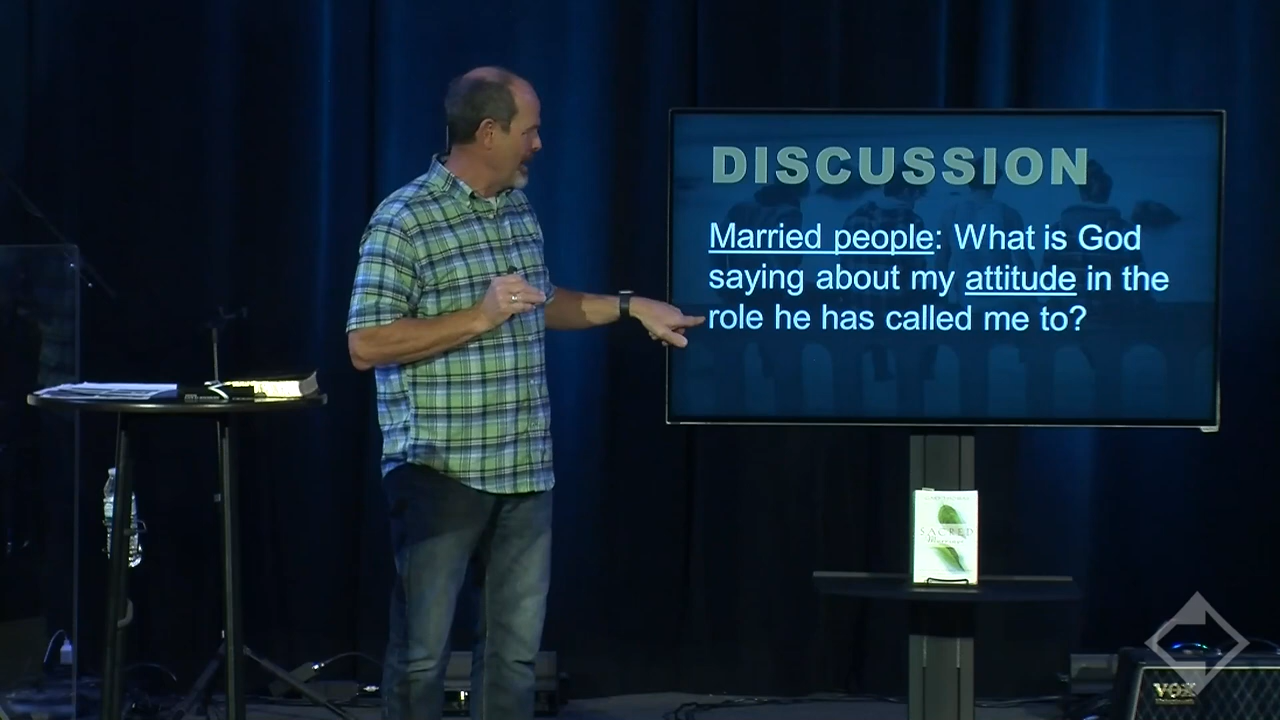 DISCUSSION
Married people: What is God
saying about my attitude in the
role he has called me to?
SACRED
Marriage
VOX